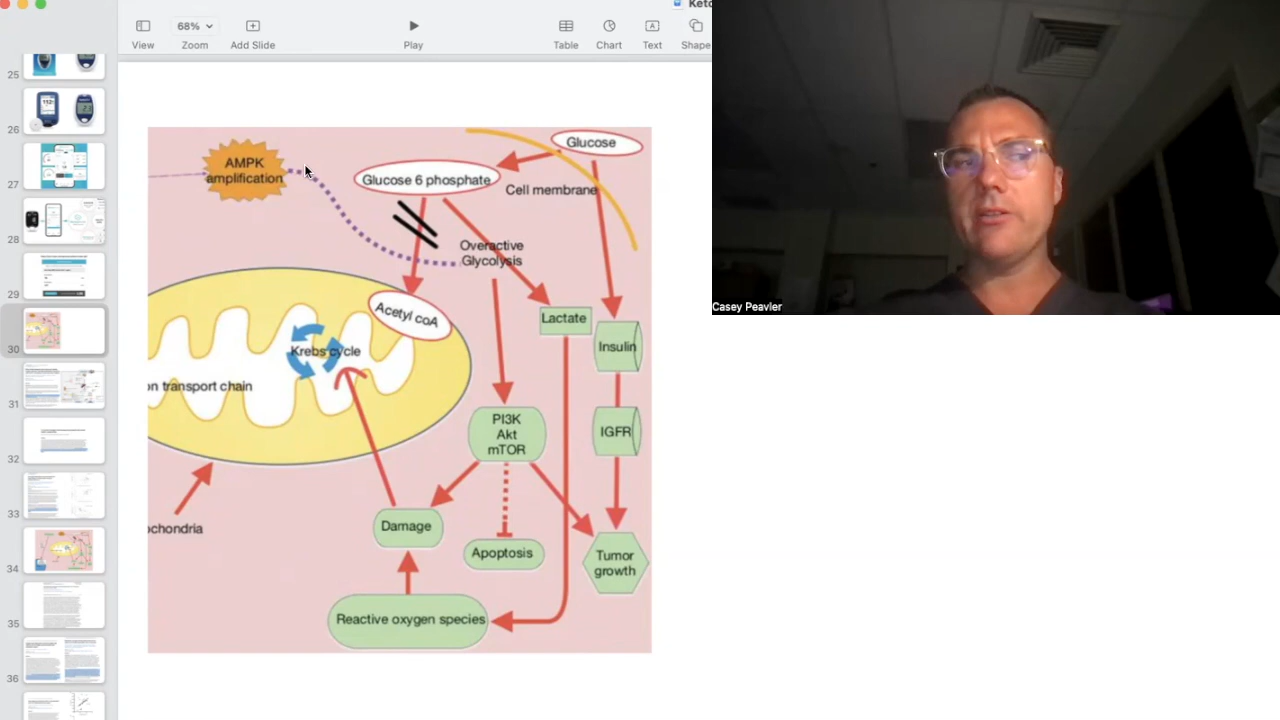 Keto
68%
View
Zoom
Add Slide
Play
Table
Chart
Text
Shape
25
26
27
28
29
30
31
32
33
34
35
36
AMPK
amplification
Glucose
Glucose 6 phosphate
Cell membrane
Overactive
Glycolysis
Acetyl coA
Lactate
Krebs cycle
Insulin
on transport chain
PI3K
Akt
mTOR
IGFR
ochondria
Damage
Apoptosis
Tumor
growth
Reactive oxygen species
Casey Peavler